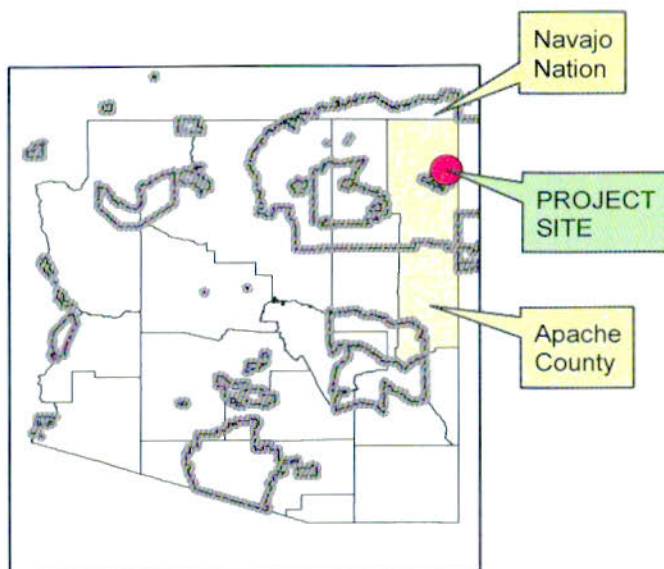 Navajo
Nation
PROJECT
SITE
Apache
County